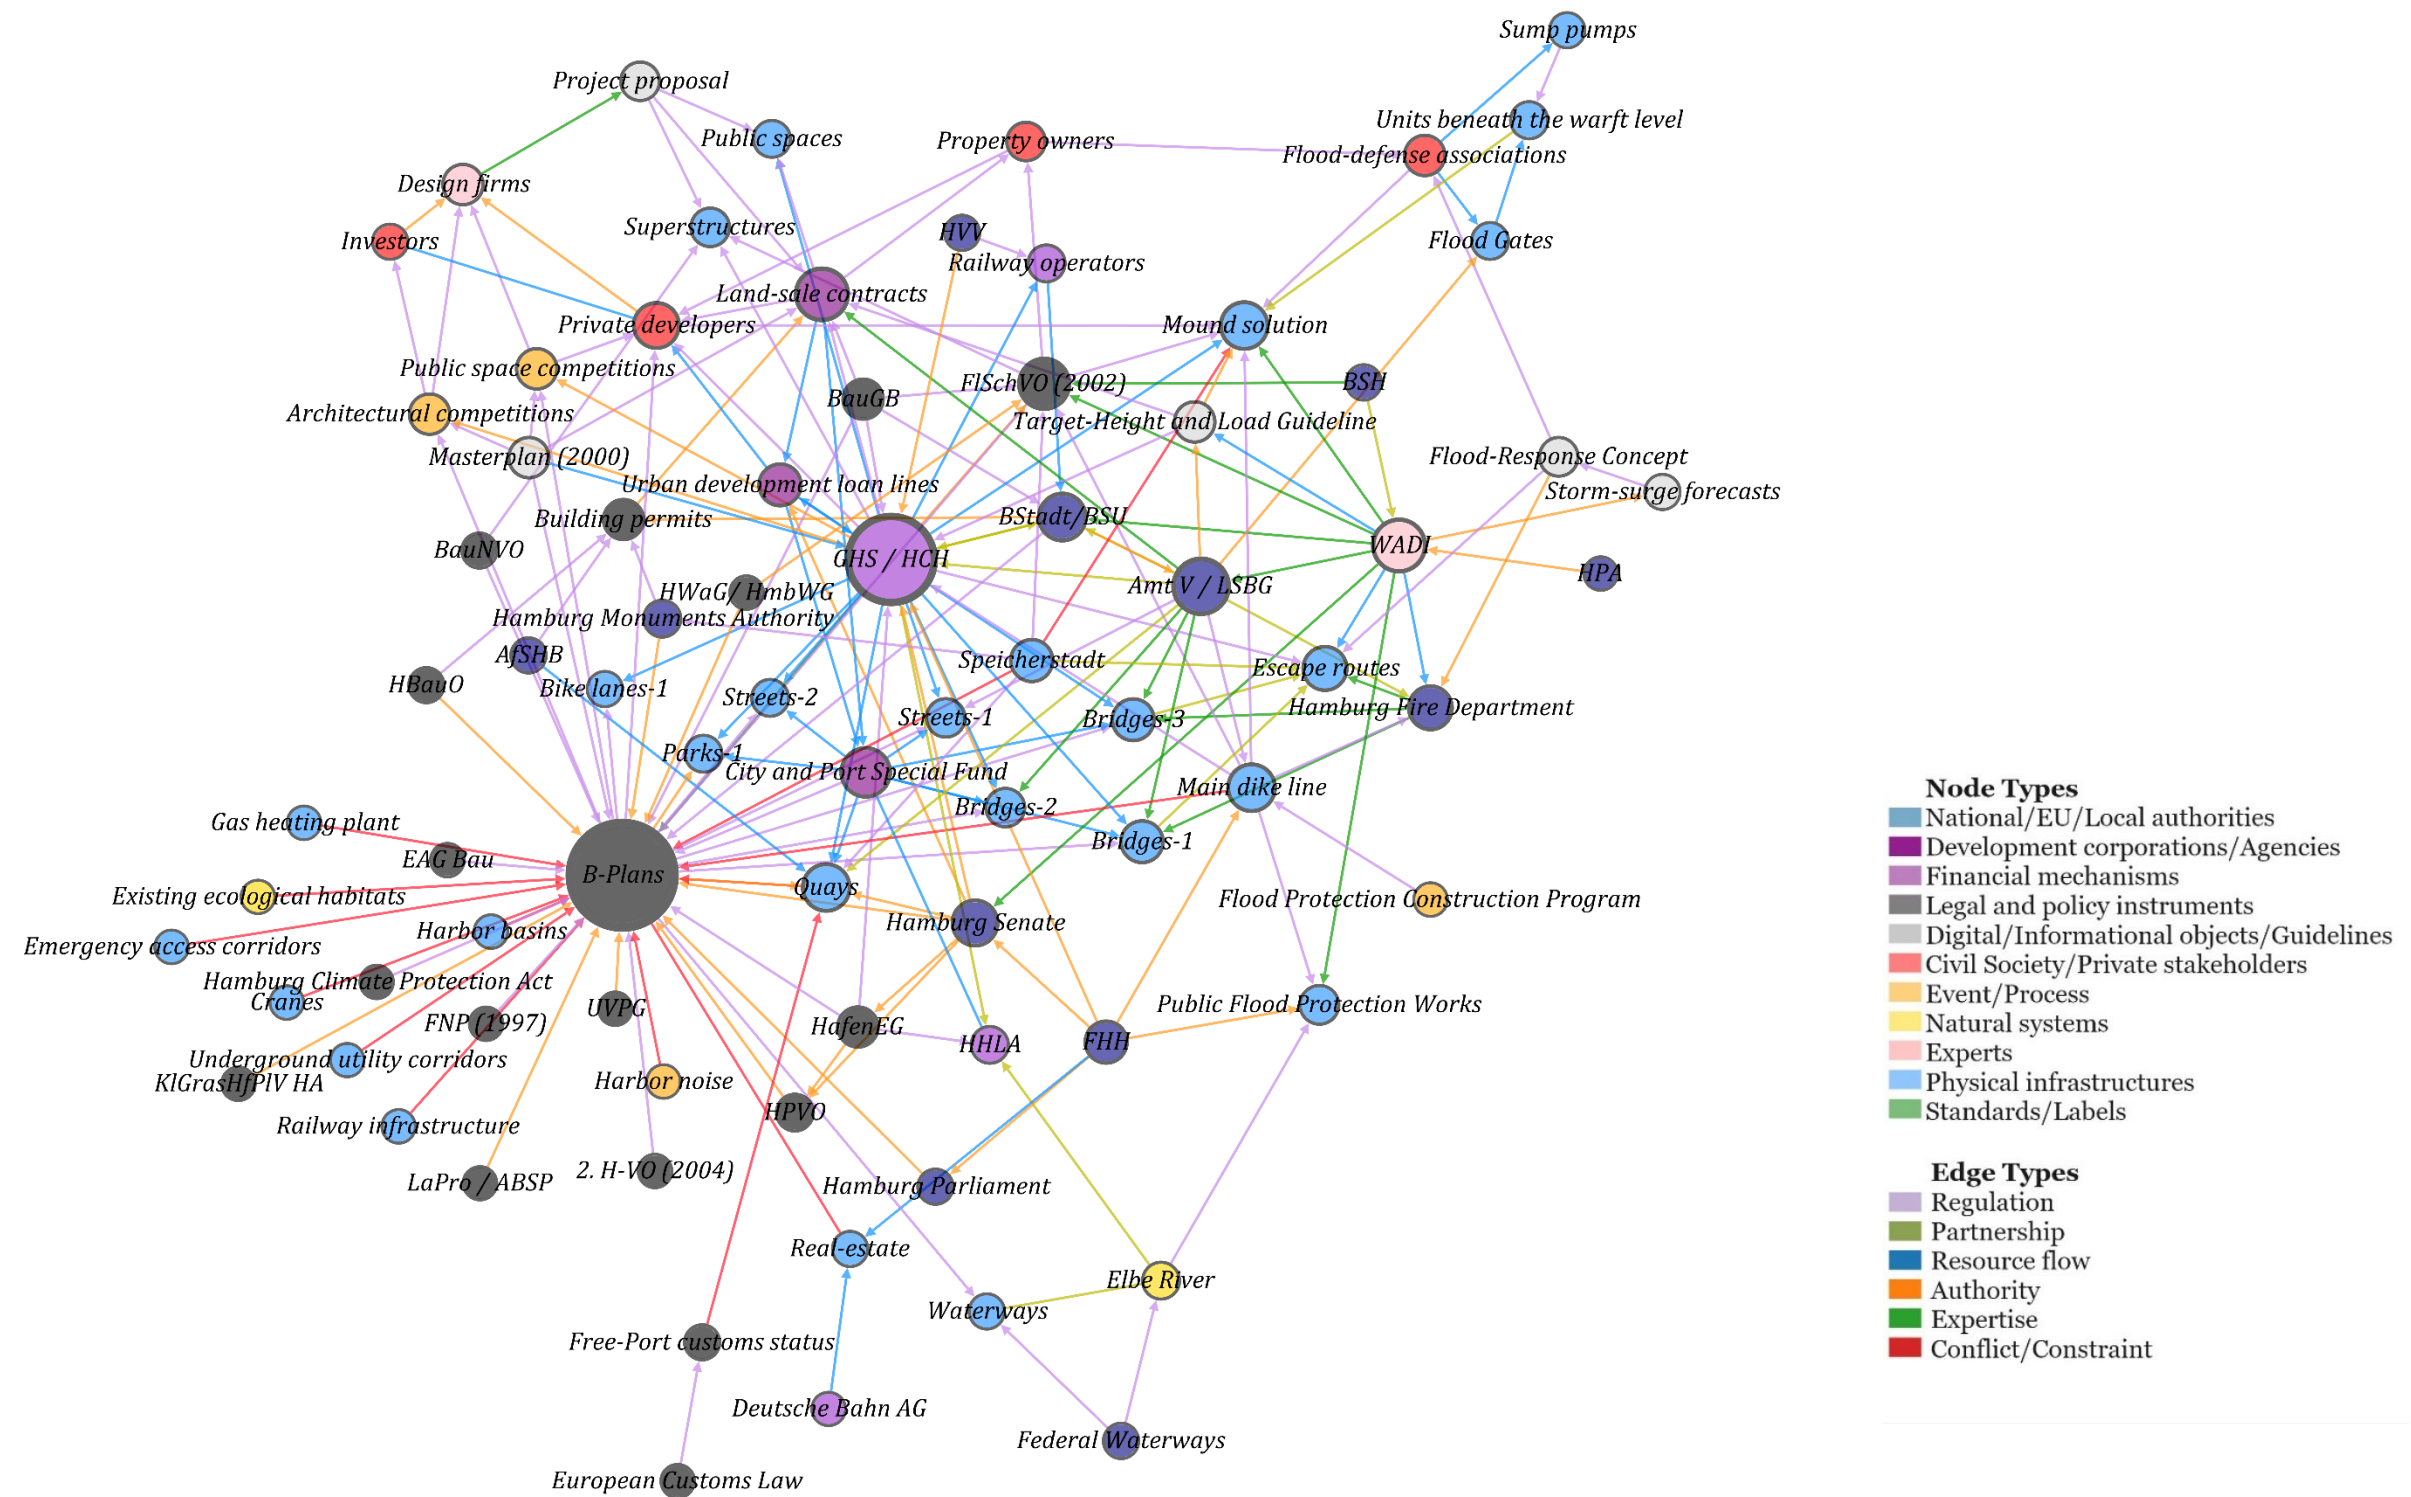 Sump pumps
Project proposal
Units beneath the warft level
Public spaces
Property owners
Flood-defense associations
Design firms
Superstructures
HVV
Investors
Flood Gates
Railway operators
Land-sale contracts
Private developers
Mound solution
Public space competitions
BSH
FlSchVO (2002)
BauGB
Architectural competitions
Target-Height and Load Guideline
Masterplan (2000)
Flood-Response Concept
Urban development loan lines
Storm-surge forecasts
Building permits
BStadt/BSU
WADI
BauNVO
GHS / HCH
HPA
Amt V / LSBG
HWaG/ HmbWG
Hamburg Monuments Authority
AfSHB
Speicherstadt
Escape routes
HBauO
Bike lanes-1
Streets-2
Hamburg Fire Department
Streets-1
Bridges-3
Parks-1
City and Port Special Fund
Main dike line
Bridges-2
Gas heating plant
Bridges-1
EAG Bau
B-Plans
Quays
Existing ecological habitats
Flood Protection Construction Program
Hamburg Senate
Harbor basins
Emergency access corridors
Hamburg Climate Protection Act
Cranes
UVPG
Public Flood Protection Works
FNP (1997)
HafenEG
HHLA
FHH
Underground utility corridors
KlGrasHfPlV HA
Harbor noise
HPVO
Railway infrastructure
2. H-VO (2004)
LaPro / ABSP
Hamburg Parliament
Real-estate
Elbe River
Waterways
Free-Port customs status
Deutsche Bahn AG
Federal Waterways
European Customs Law
Node Types
National/EU/Local authorities
Development corporations/Agencies
Financial mechanisms
Legal and policy instruments
Digital/Informational objects/Guidelines
Civil Society/Private stakeholders
Event/Process
Natural systems
Experts
Physical infrastructures
Standards/Labels
Edge Types
Regulation
Partnership
Resource flow
Authority
Expertise
Conflict/Constraint